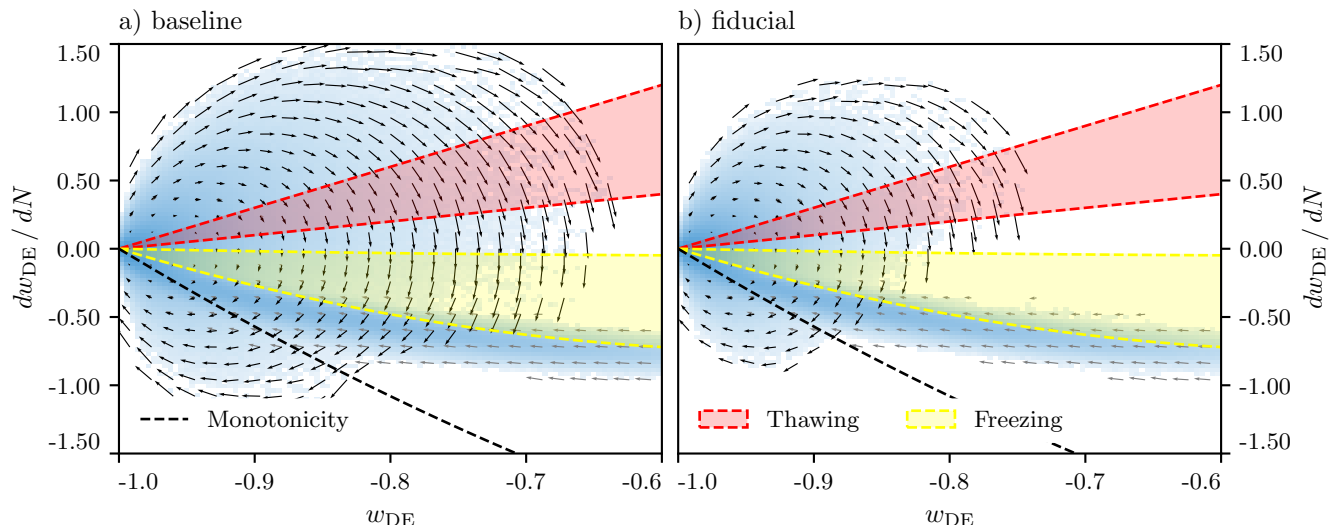 a) baseline
b) fiducial
1.50
1.00
0.50
0.00
-0.50
-1.00
-1.50
dw_DE / dN
Monotonicity
-1.0 -0.9 -0.8 -0.7 -0.6
w_DE
Thawing
Freezing
-1.0 -0.9 -0.8 -0.7 -0.6
w_DE
1.50
1.00
0.50
0.00
-0.50
-1.00
-1.50
dw_DE / dN